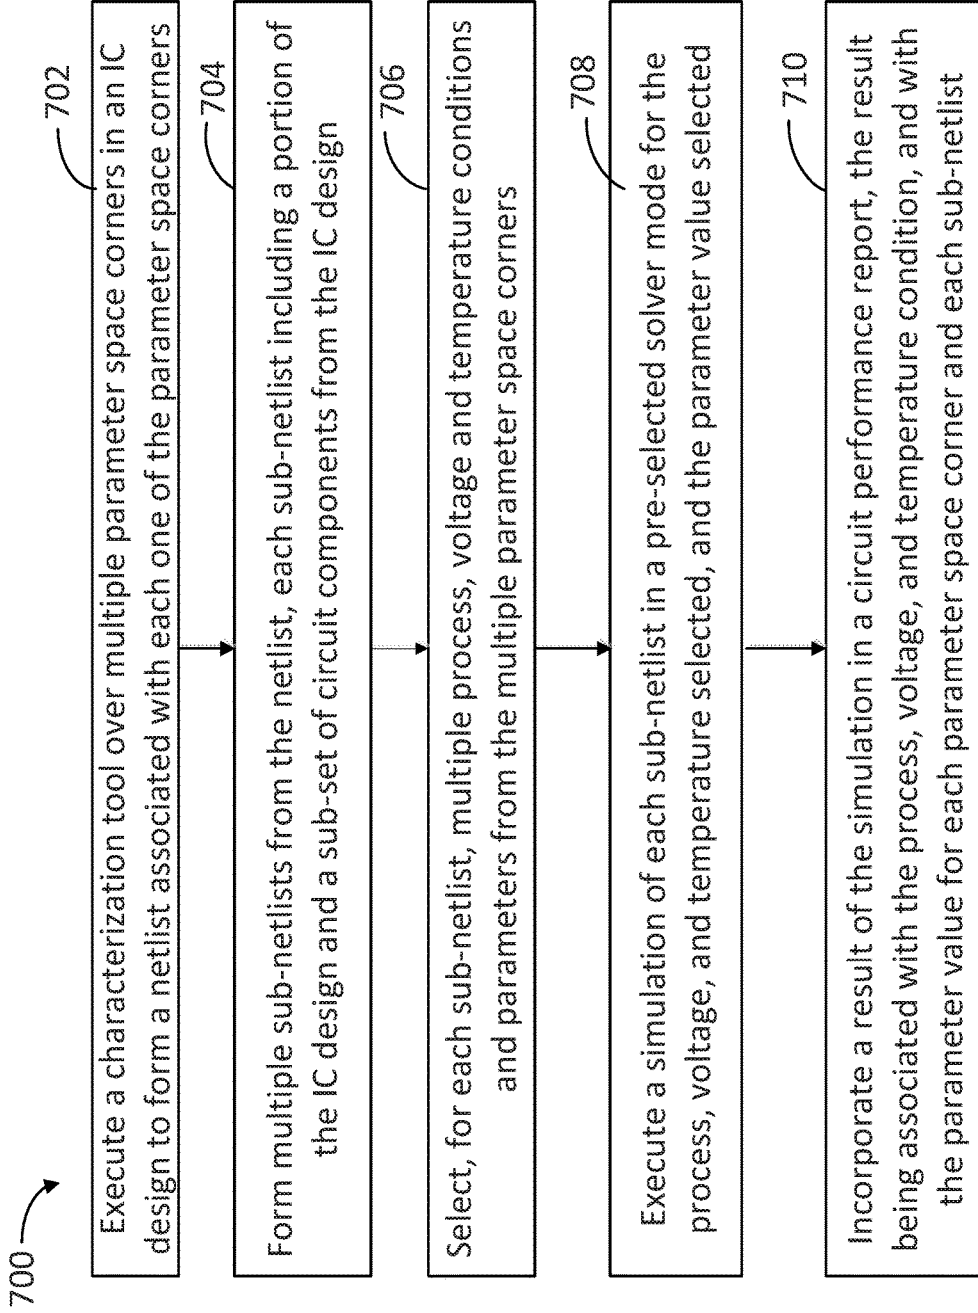 700
702
Execute a characterization tool over multiple parameter space corners in an IC
design to form a netlist associated with each one of the parameter space corners
704
Form multiple sub-netlists from the netlist, each sub-netlist including a portion of
the IC design and a sub-set of circuit components from the IC design
706
Select, for each sub-netlist, multiple process, voltage and temperature conditions
and parameters from the multiple parameter space corners
708
Execute a simulation of each sub-netlist in a pre-selected solver mode for the
process, voltage, and temperature selected, and the parameter value selected
710
Incorporate a result of the simulation in a circuit performance report, the result
being associated with the process, voltage, and temperature condition, and with
the parameter value for each parameter space corner and each sub-netlist